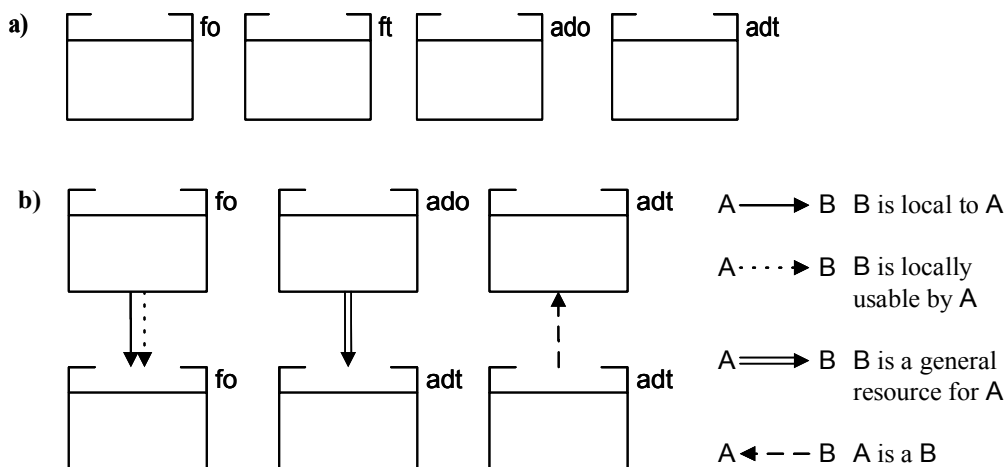 a) fo ft ado adt
b) fo ado adt
fo adt adt
A B B is local to A
A B B is locally
usable by A
A B B is a general
resource for A
A B A is a B